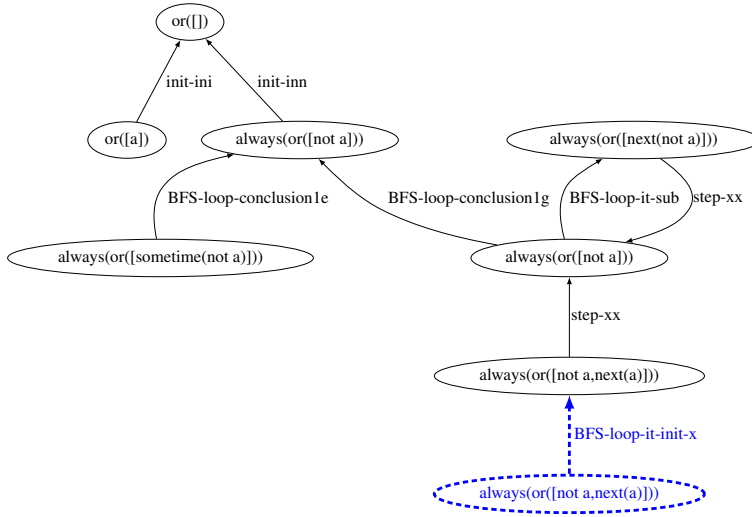 or([])
init-ini
init-inn
or([a])
always(or([not a]))
always(or([next(not a)]))
BFS-loop-conclusion1e
BFS-loop-conclusion1g
BFS-loop-it-sub
step-xx
always(or([sometime(not a)]))
always(or([not a]))
step-xx
always(or([not a,next(a)]))
BFS-loop-it-init-x
always(or([not a,next(a)]))